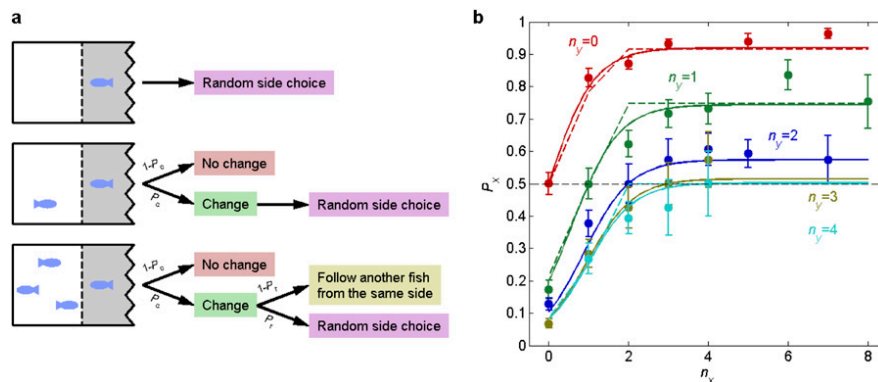 a
Random side choice
1-Pc
No change
Pc
Change
Random side choice
1-Pc
No change
Pc
Change
1-Pr
Follow another fish
from the same side
Pr
Random side choice
b
1
0.9
0.8
0.7
0.6
0.5
0.4
0.3
0.2
0.1
0
Px
ny=0
ny=1
ny=2
ny=3
ny=4
0 2 4 6 8
nx